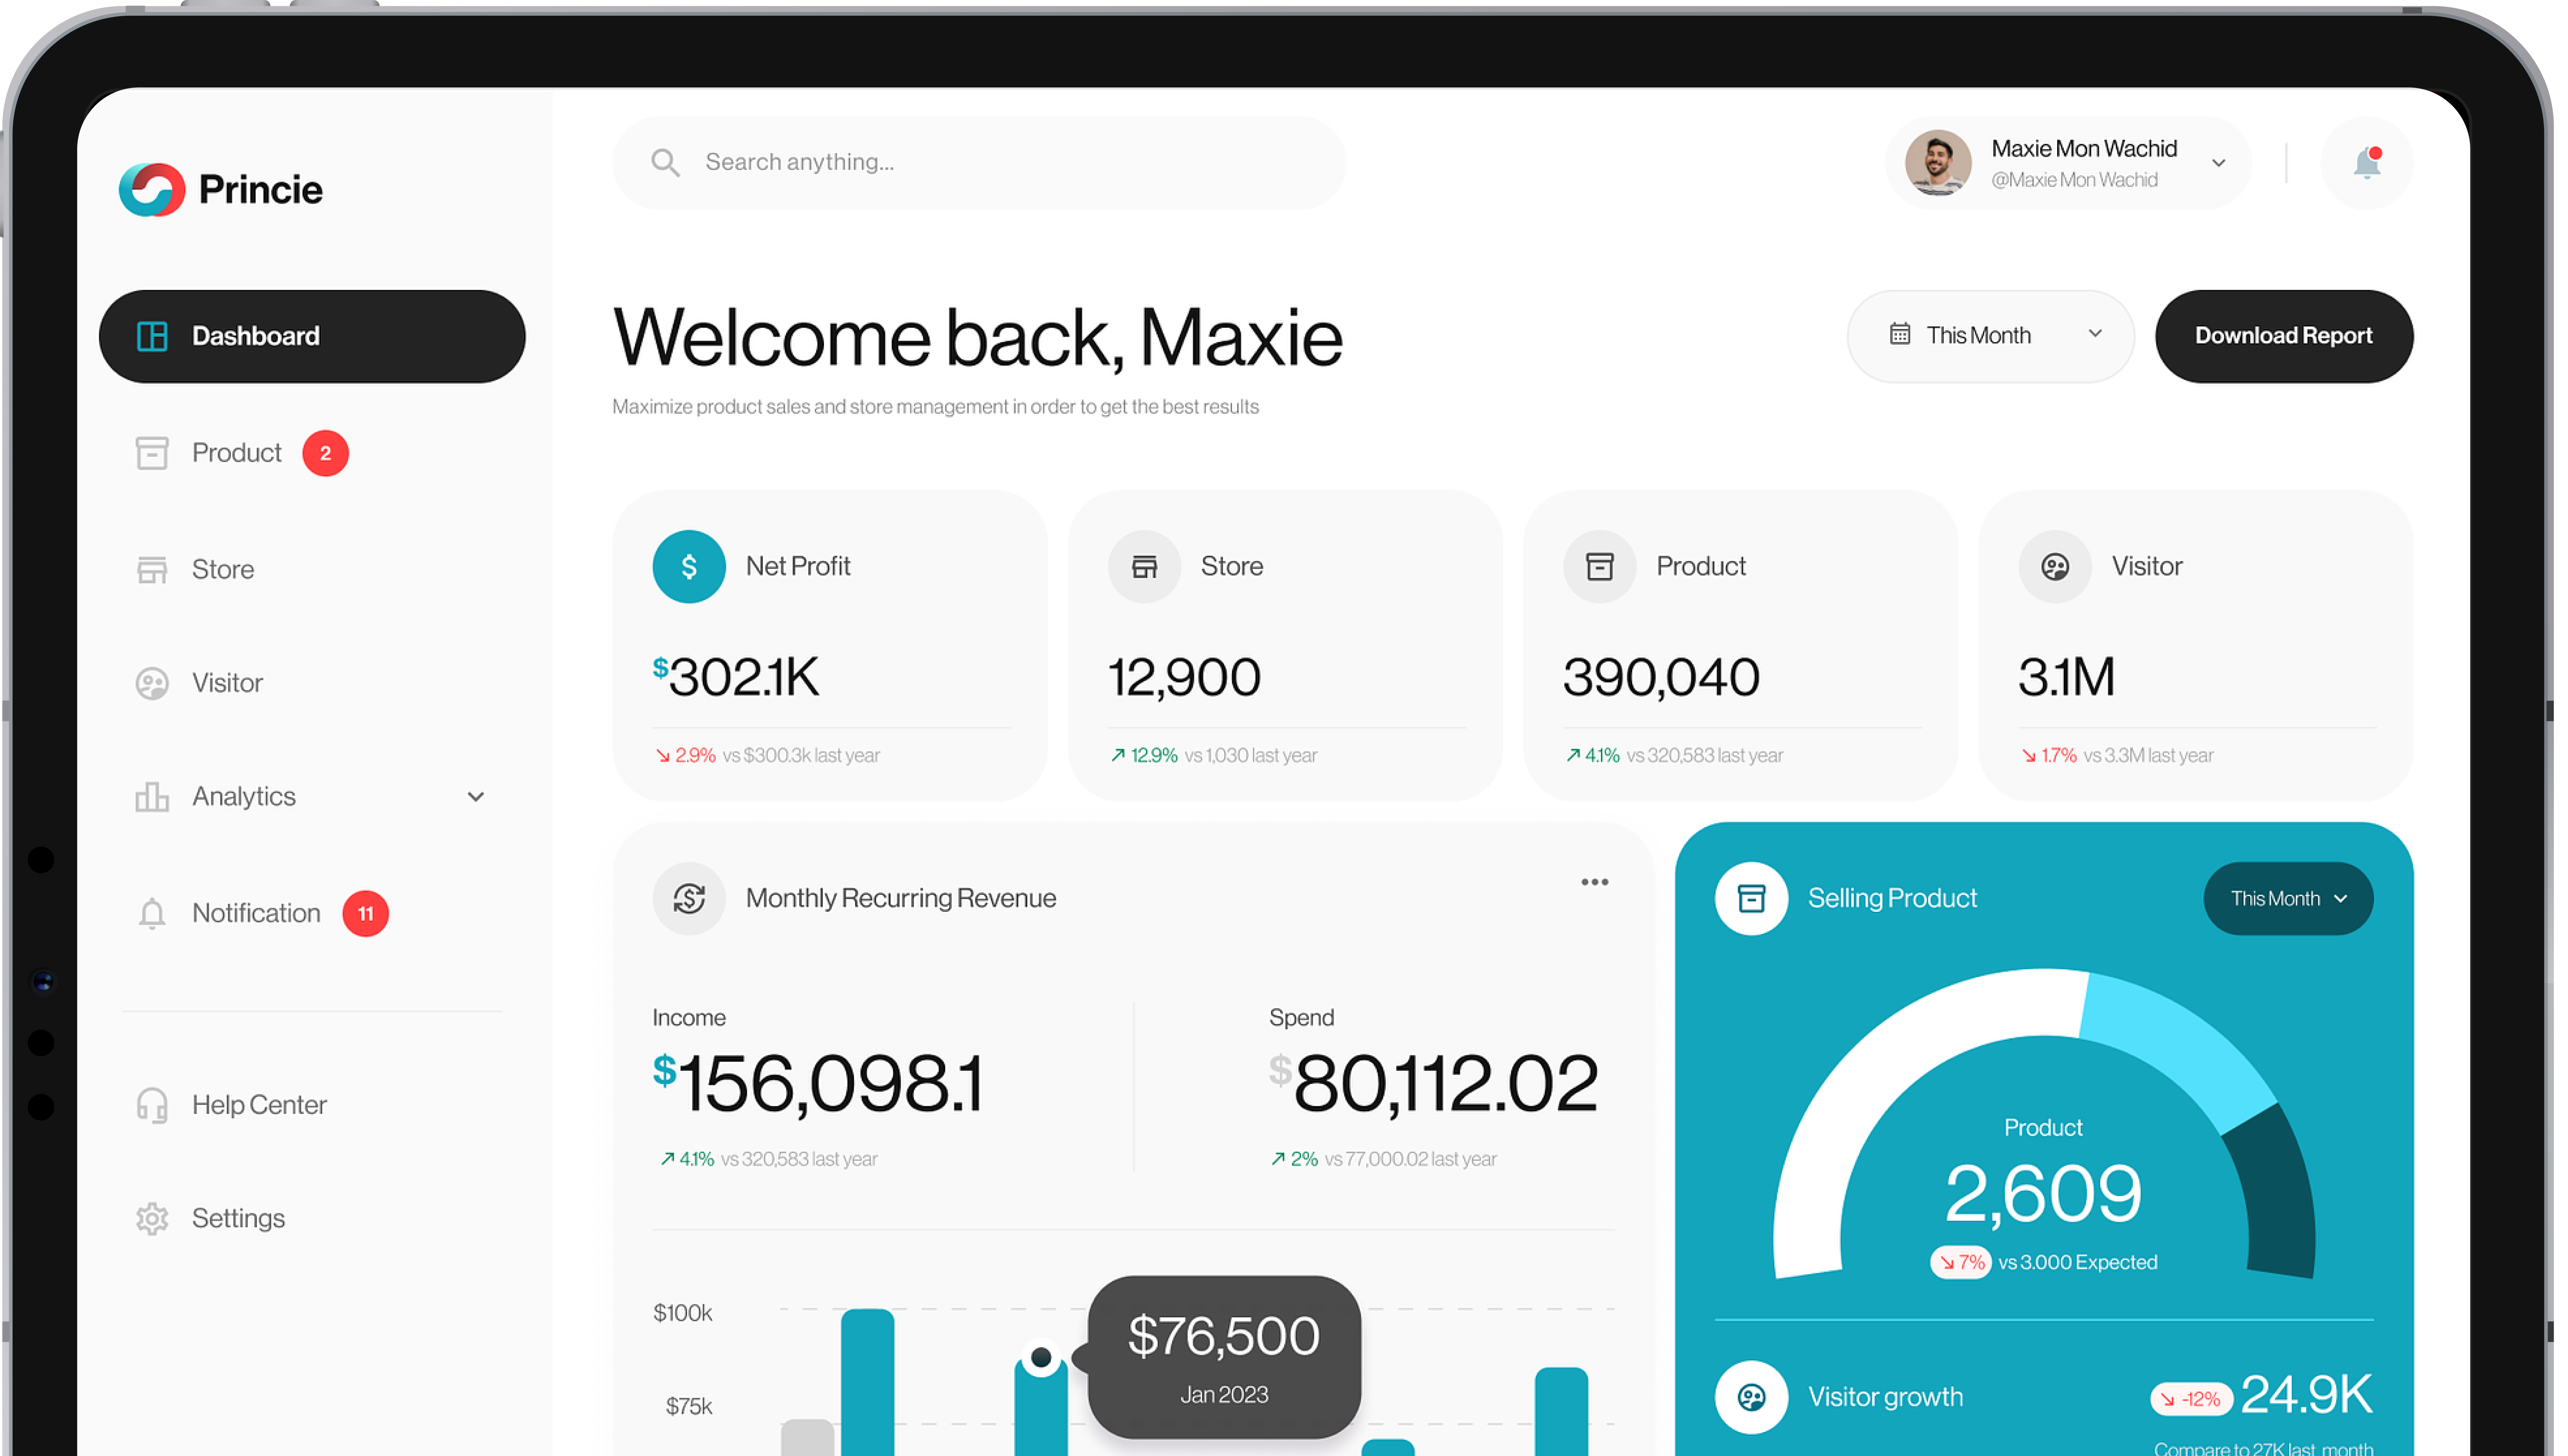 Princie
Search anything...
Maxie Mon Wachid
@Maxie Mon Wachid
Dashboard
Product 2
Store
Visitor
Analytics
Notification 11
Help Center
Settings
Welcome back, Maxie
Maximize product sales and store management in order to get the best results
This Month
Download Report
Net Profit
$302.1K
2.9% vs $300.3k last year
Store
12,900
12.9% vs 1,030 last year
Product
390,040
4.1% vs 320,583 last year
Visitor
3.1M
1.7% vs 3.3M last year
Monthly Recurring Revenue
Income
$156,098.1
4.1% vs 320,583 last year
Spend
$80,112.02
2% vs 77,000.02 last year
$100k
$75k
$76,500
Jan 2023
Selling Product
This Month
Product
2,609
7% vs 3.000 Expected
Visitor growth
-12% 24.9K
Compare to 27K last month